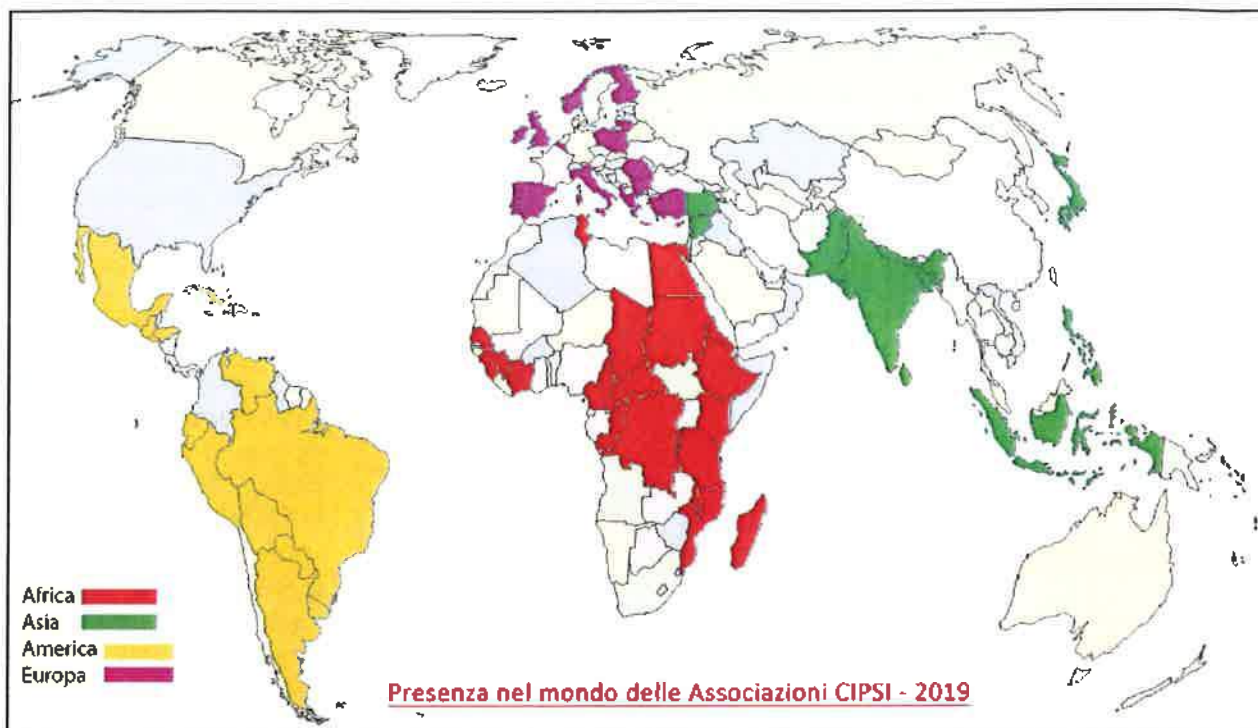 Africa
Asia
America
Europa
Presenza nel mondo delle Associazioni CIPSI - 2019